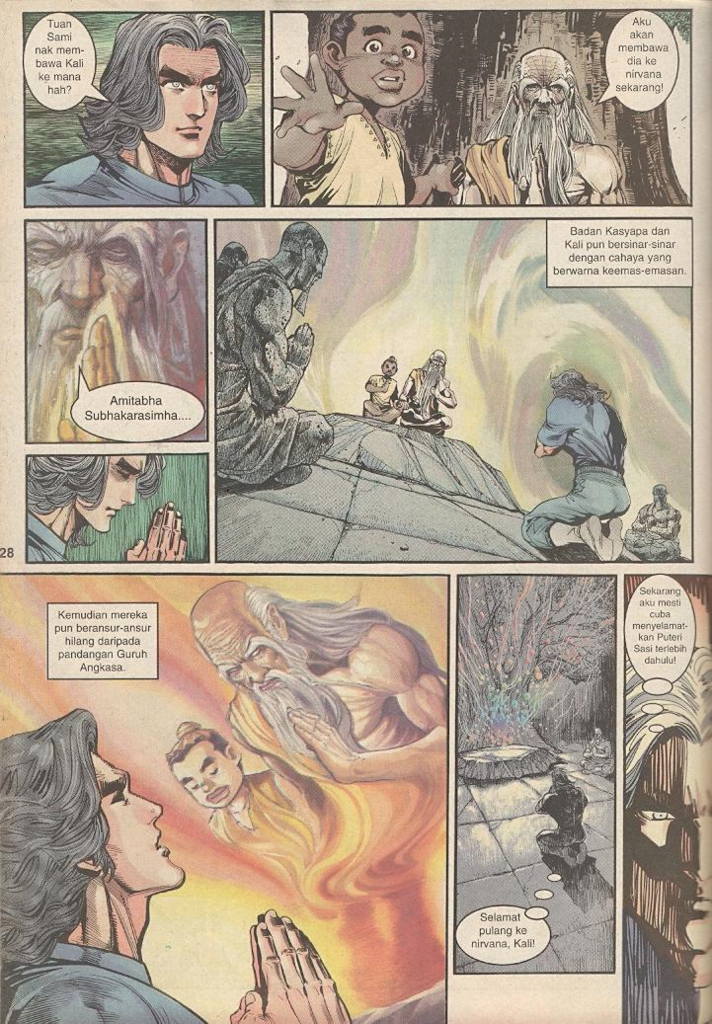 Tuan
Sami
nak mem-
bawa Kali
ke mana
hah?
Aku
akan
membawa
dia ke
nirvana
sekarang!
Amitabha
Subhakarasimha....
Badan Kasyapa dan
Kali pun bersinar-sinar
dengan cahaya yang
berwarna keemas-emasan.
28
Kemudian mereka
pun beransur-ansur
hilang daripada
pandangan Guruh
Angkasa.
Selamat
pulang ke
nirvana, Kali!
Sekarang
aku mesti
cuba
menyelamat-
kan Puteri
Sasi terlebih
dahulu!